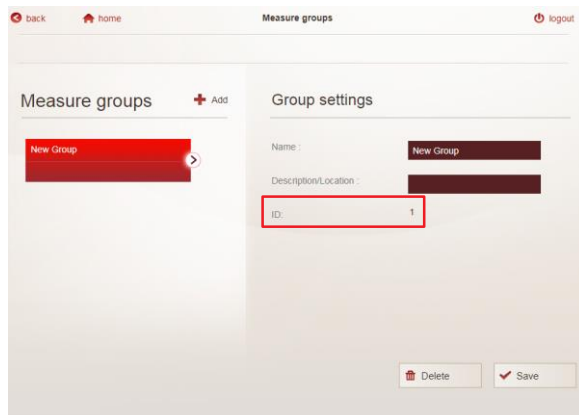 back home Measure groups logout
Measure groups Add
Group settings
New Group
Name : New Group
Description/Location :
ID: 1
Delete Save